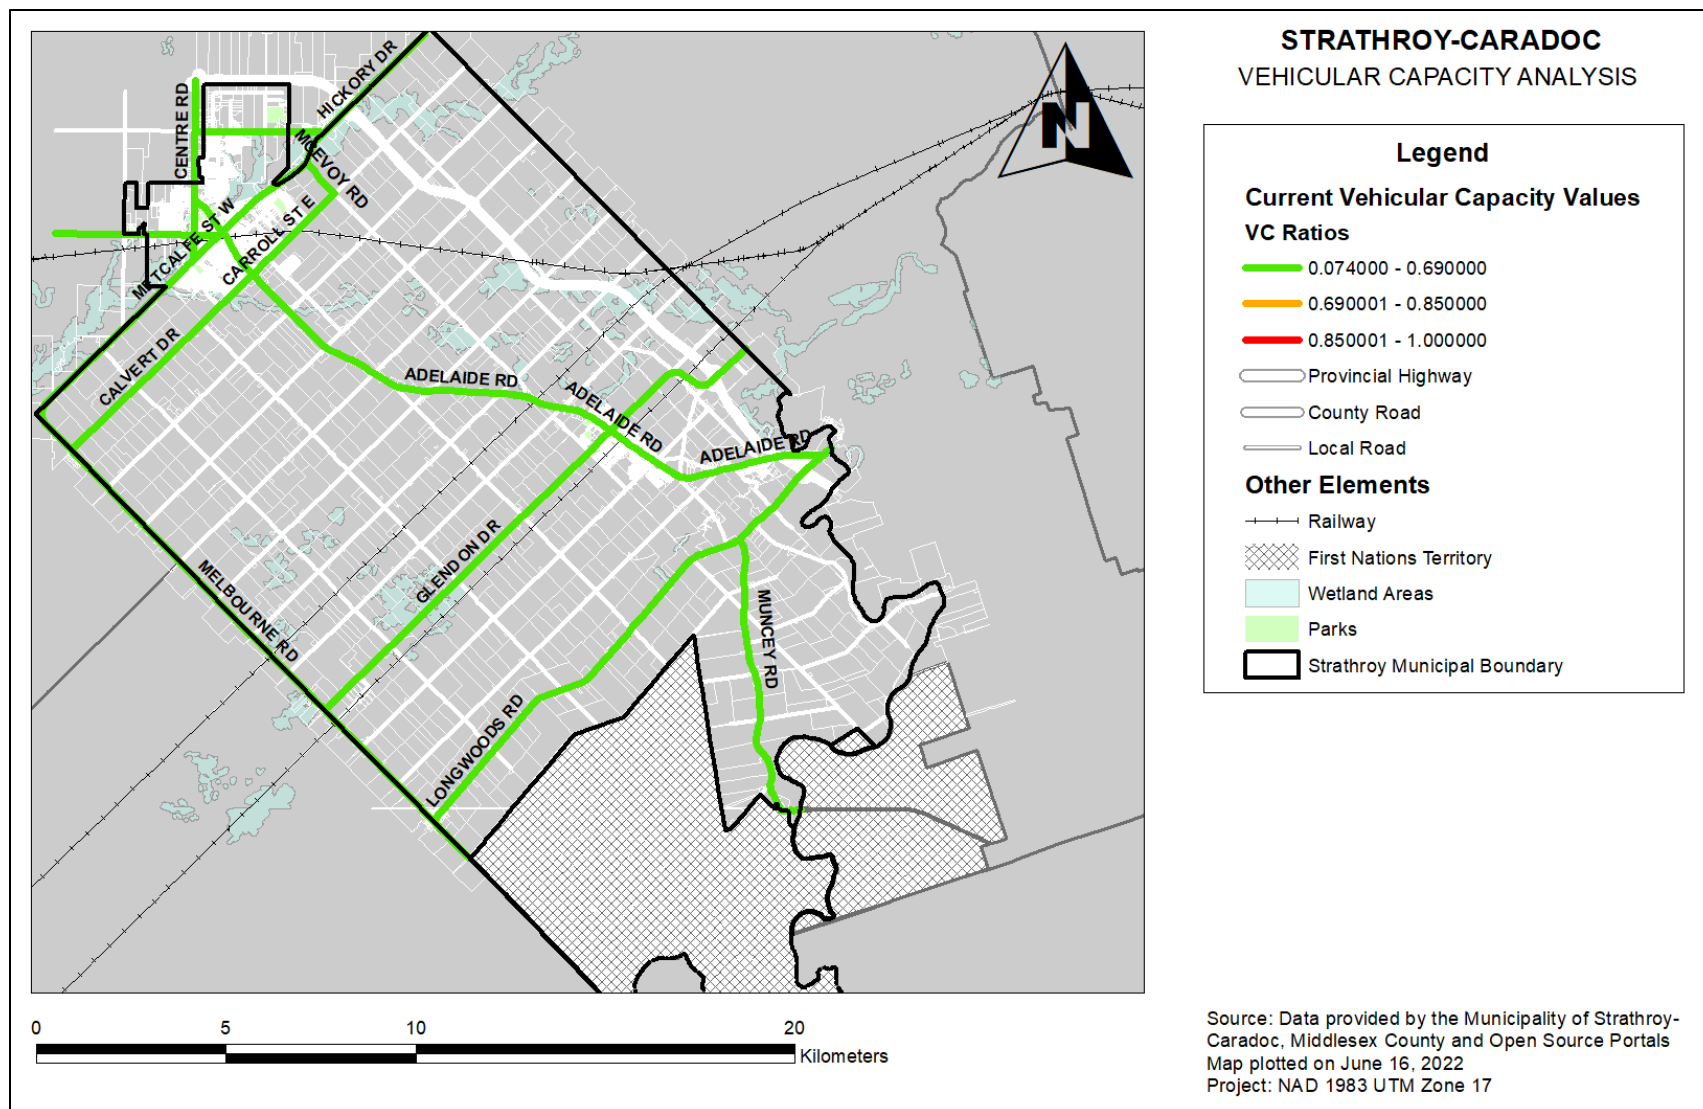 STRATHROY-CARADOC
VEHICULAR CAPACITY ANALYSIS
N
HICKORY DR
CENTRE RD
MCEVOY RD
METCALFE ST W
CARROLL ST E
CALVERT DR
ADELAIDE RD
ADELAIDE RD
ADELAIDE RD
GLENDON DR
MELBOURNE RD
MUNCEY RD
LONGWOODS RD
Legend
Current Vehicular Capacity Values
VC Ratios
0.074000 - 0.690000
0.690001 - 0.850000
0.850001 - 1.000000
Provincial Highway
County Road
Local Road
Other Elements
Railway
First Nations Territory
Wetland Areas
Parks
Strathroy Municipal Boundary
0 5 10 20
Kilometers
Source: Data provided by the Municipality of Strathroy-
Caradoc, Middlesex County and Open Source Portals
Map plotted on June 16, 2022
Project: NAD 1983 UTM Zone 17